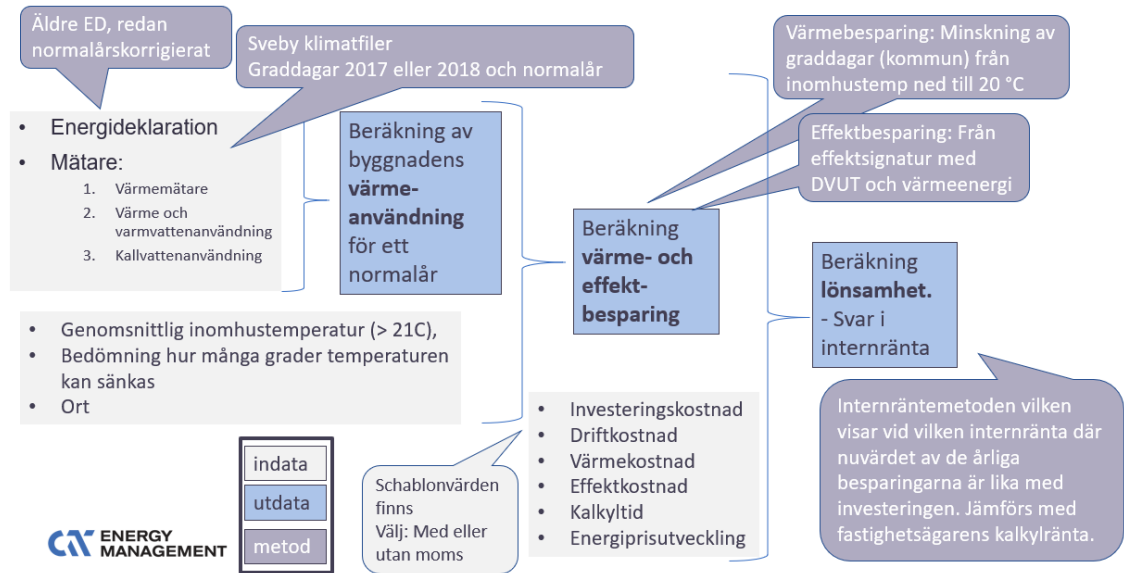 Äldre ED, redan
normalårskorrigierat
Sveby klimatfiler
Graddagar 2017 eller 2018 och normalår
Värmebesparing: Minskning av
graddagar (kommun) från
inomhustemp ned till 20 °C
Effektbesparing: Från
effektsignatur med
DVUT och värmeenergi
• Energideklaration
• Mätare:
1. Värmemätare
2. Värme och
varmvattenanvändning
3. Kallvattenanvändning
Beräkning av
byggnadens
värme-
användning
för ett
normalår
Beräkning
värme- och
effekt-
besparing
Beräkning
lönsamhet.
- Svar i
internränta
• Genomsnittlig inomhustemperatur (> 21C),
• Bedömning hur många grader temperaturen
kan sänkas
• Ort
• Investeringskostnad
• Driftkostnad
• Värmekostnad
• Effektkostnad
• Kalkyltid
• Energiprisutveckling
Schablonvärden
finns
Välj: Med eller
utan moms
Internräntemetoden vilken
visar vid vilken internränta där
nuvärdet av de årliga
besparingarna är lika med
investeringen. Jämförs med
fastighetsägarens kalkylränta.
indata
utdata
metod
CIT ENERGY
MANAGEMENT